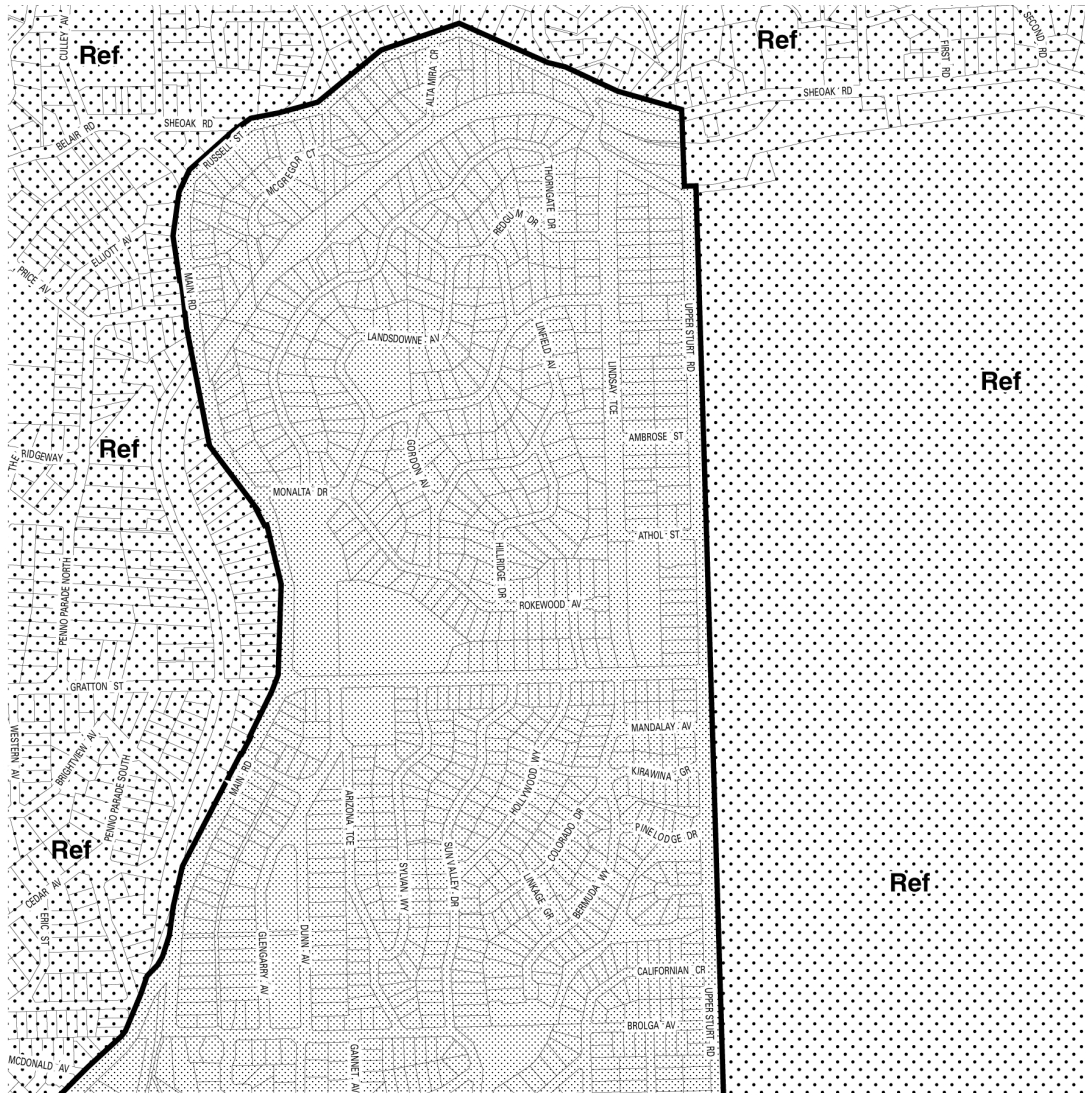 CULLEY AV
Ref
ALTA MIRA CR
Ref
FIRST RD
SECOND RD
SHEOAK RD
SHEOAK RD
BELAIR RD
RUSSELL ST
MCGREGOR CT
THORNGATE DR
REDGUM DR
ELLIOTT AV
PRICE AV
MAIN RD
LANDSDOWNE AV
LINFIELD AV
UPPER STURT RD
LINDSAY TCE
Ref
AMBROSE ST
Ref
THE RIDGEWAY
GORDON AV
MONALTA DR
ATHOL ST
HILLRIDGE DR
PENNO PARADE NORTH
ROKEWOOD AV
GRATTON ST
WESTERN AV
BRIGHTVIEW AV
MAIN RD
MANDALAY AV
HOLLYWOOD WY
KIRAWINA GR
PENNO PARADE SOUTH
ARIZONA TCE
COLORADO DR
PINELODGE DR
Ref
SYLVAN WY
SUN VALLEY DR
LINKAGE GR
BERMUDA WY
Ref
CEDAR AV
ERIC ST
GLENGARRY AV
DUNN AV
CALIFORNIAN CR
UPPER STURT RD
BROLGA AV
MCDONALD AV
GANNET AV